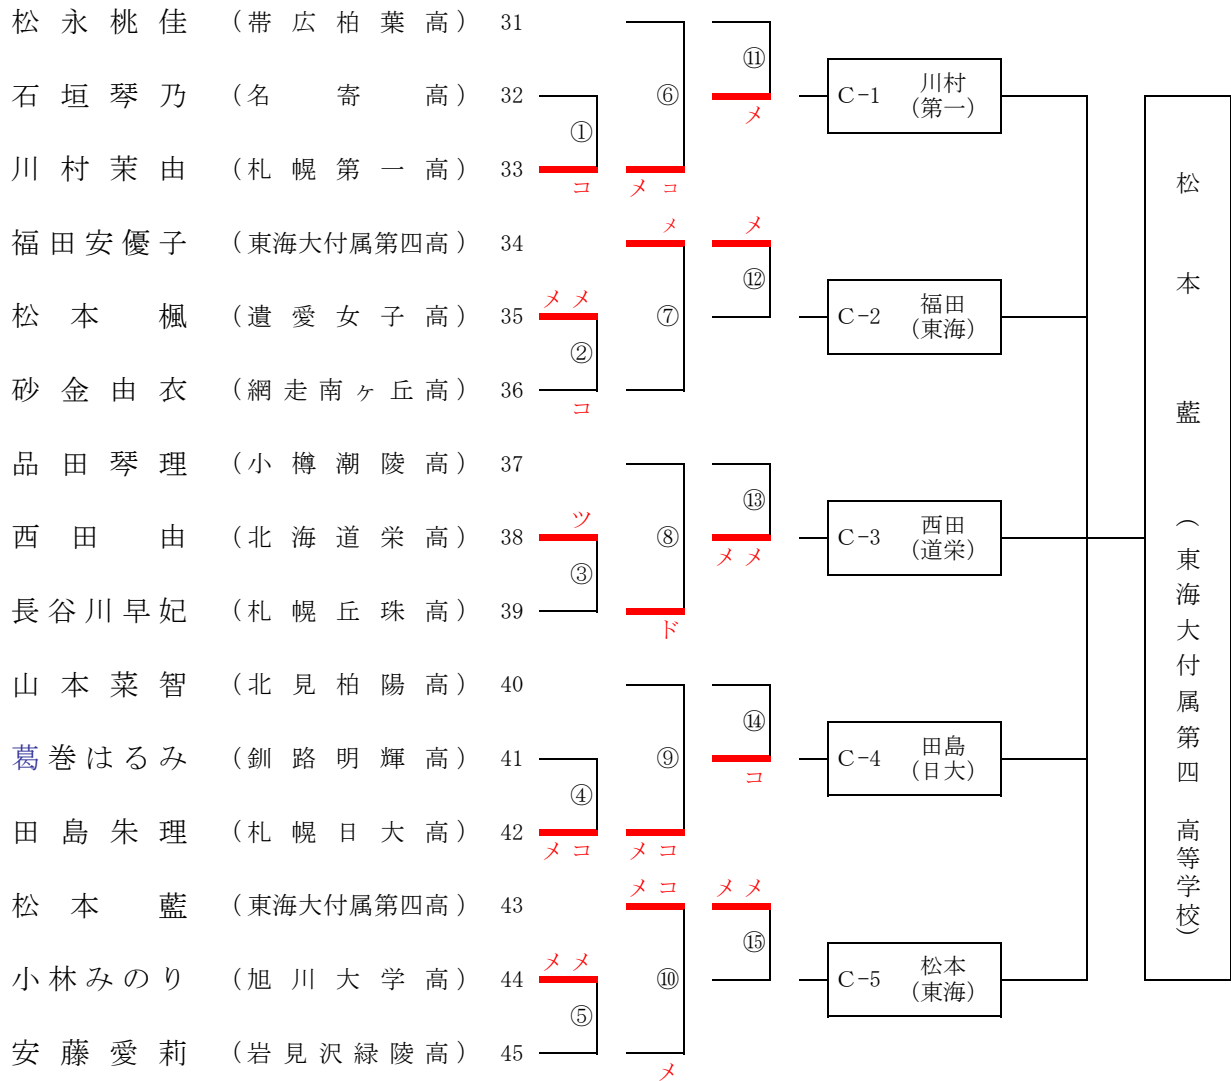 松永桃佳 (帯広柏葉高) 31
⑪
石垣琴乃 (名寄高) 32
⑥
C-1 川村
(第一)
メ
①
川村茉由 (札幌第一高) 33
コ
メコ
福田安優子 (東海大付属第四高) 34
メ
メ
⑫
松本楓 (遺愛女子高) 35
メメ
⑦
C-2 福田
(東海)
②
砂金由衣 (網走南ヶ丘高) 36
コ
品田琴理 (小樽潮陵高) 37
⑬
西田由 (北海道栄高) 38
ツ
⑧
メメ
C-3 西田
(道栄)
③
長谷川早妃 (札幌丘珠高) 39
ド
山本菜智 (北見柏陽高) 40
⑭
葛巻はるみ (釧路明輝高) 41
⑨
コ
C-4 田島
(日大)
④
田島朱理 (札幌日大高) 42
メコ
メコ
松本藍 (東海大付属第四高) 43
メコ
メメ
⑮
小林みのり (旭川大学高) 44
メメ
⑩
C-5 松本
(東海)
⑤
安藤愛莉 (岩見沢緑陵高) 45
メ
松本藍 (東海大付属第四高等学校)